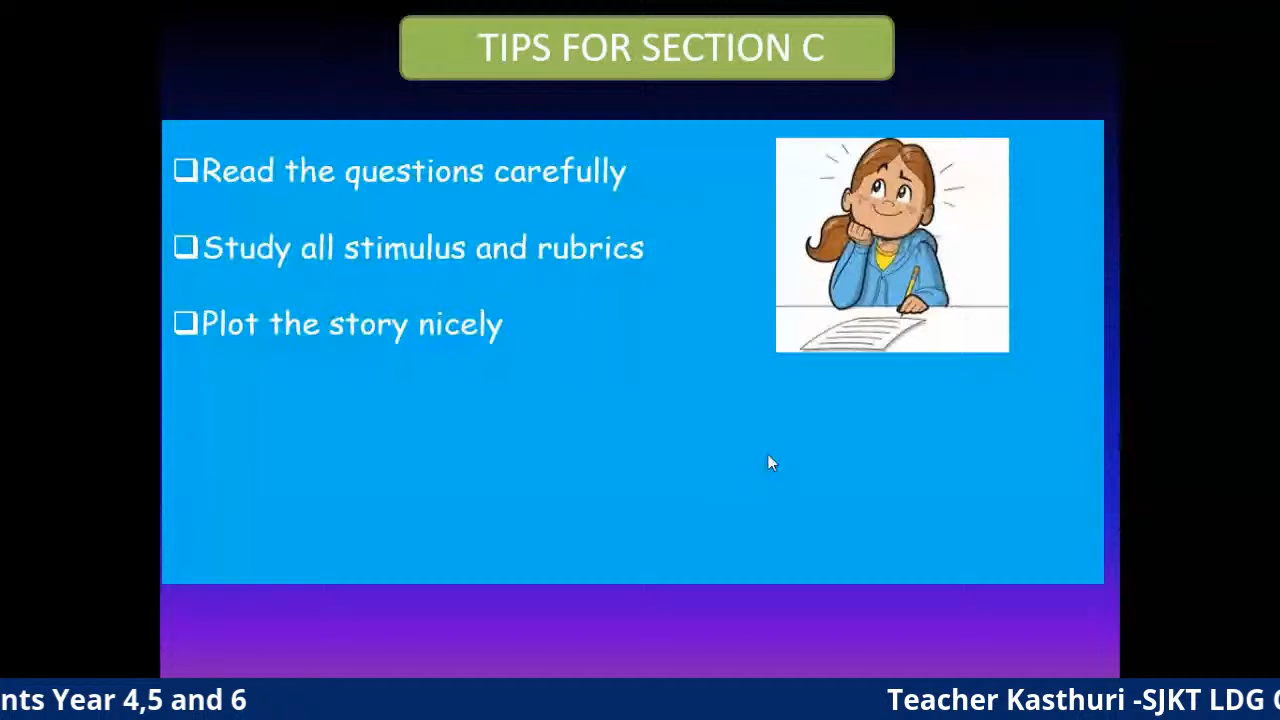 TIPS FOR SECTION C
❑Read the questions carefully
❑Study all stimulus and rubrics
❑Plot the story nicely
nts Year 4,5 and 6
Teacher Kasthuri -SJKT LDG